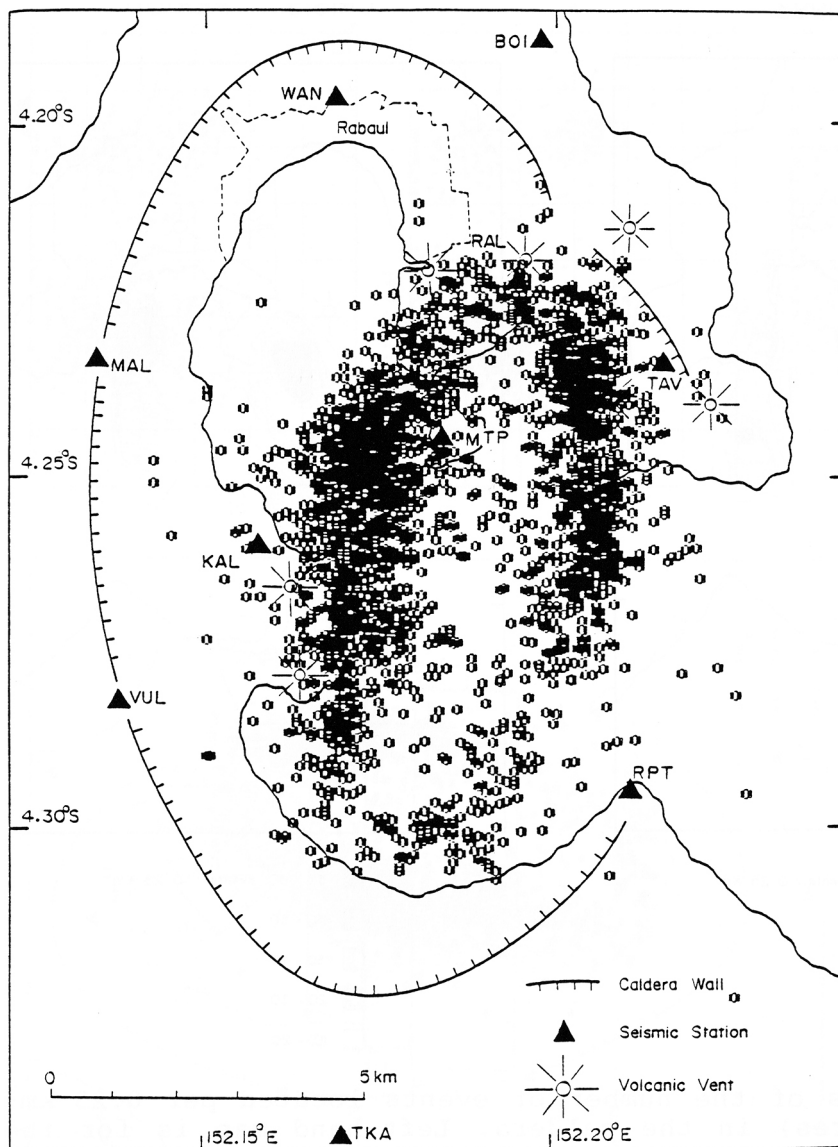 BOI
WAN
4.20°S
Rabaul
RAL
MAL
TAV
MTP
4.25°S
KAL
VUL
RPT
4.30°S
Caldera Wall
Seismic Station
0 5 km
Volcanic Vent
152.15°E
TKA
152.20°E